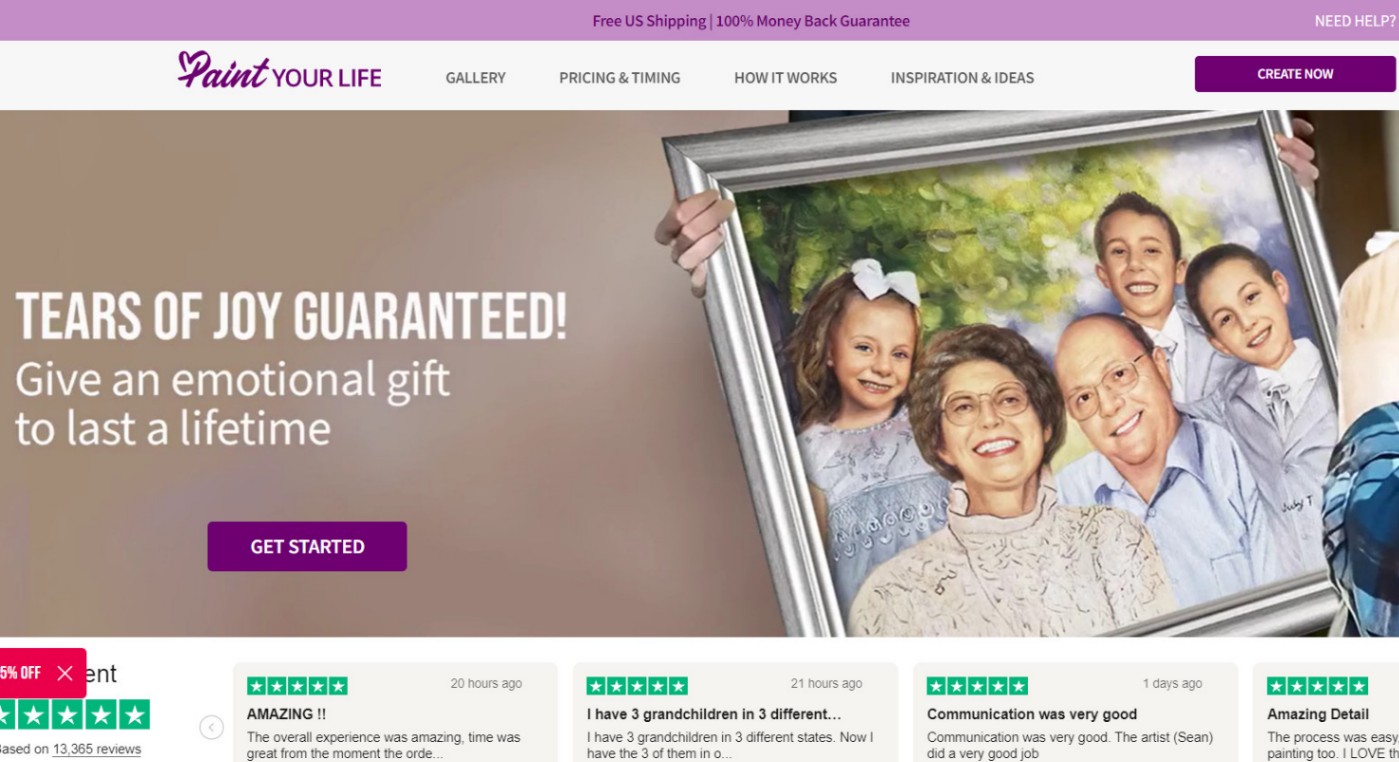 Free US Shipping | 100% Money Back Guarantee
NEED HELP?
Paint YOUR LIFE
GALLERY
PRICING & TIMING
HOW IT WORKS
INSPIRATION & IDEAS
CREATE NOW
TEARS OF JOY GUARANTEED!
Give an emotional gift
to last a lifetime
GET STARTED
Judy T
5% OFF
ent
Based on 13,365 reviews
20 hours ago
AMAZING !!
The overall experience was amazing, time was
great from the moment the orde...
21 hours ago
I have 3 grandchildren in 3 different...
I have 3 grandchildren in 3 different states. Now I
have the 3 of them in o...
1 days ago
Communication was very good
Communication was very good. The artist (Sean)
did a very good job
Amazing Detail
The process was easy,
painting too. I LOVE th